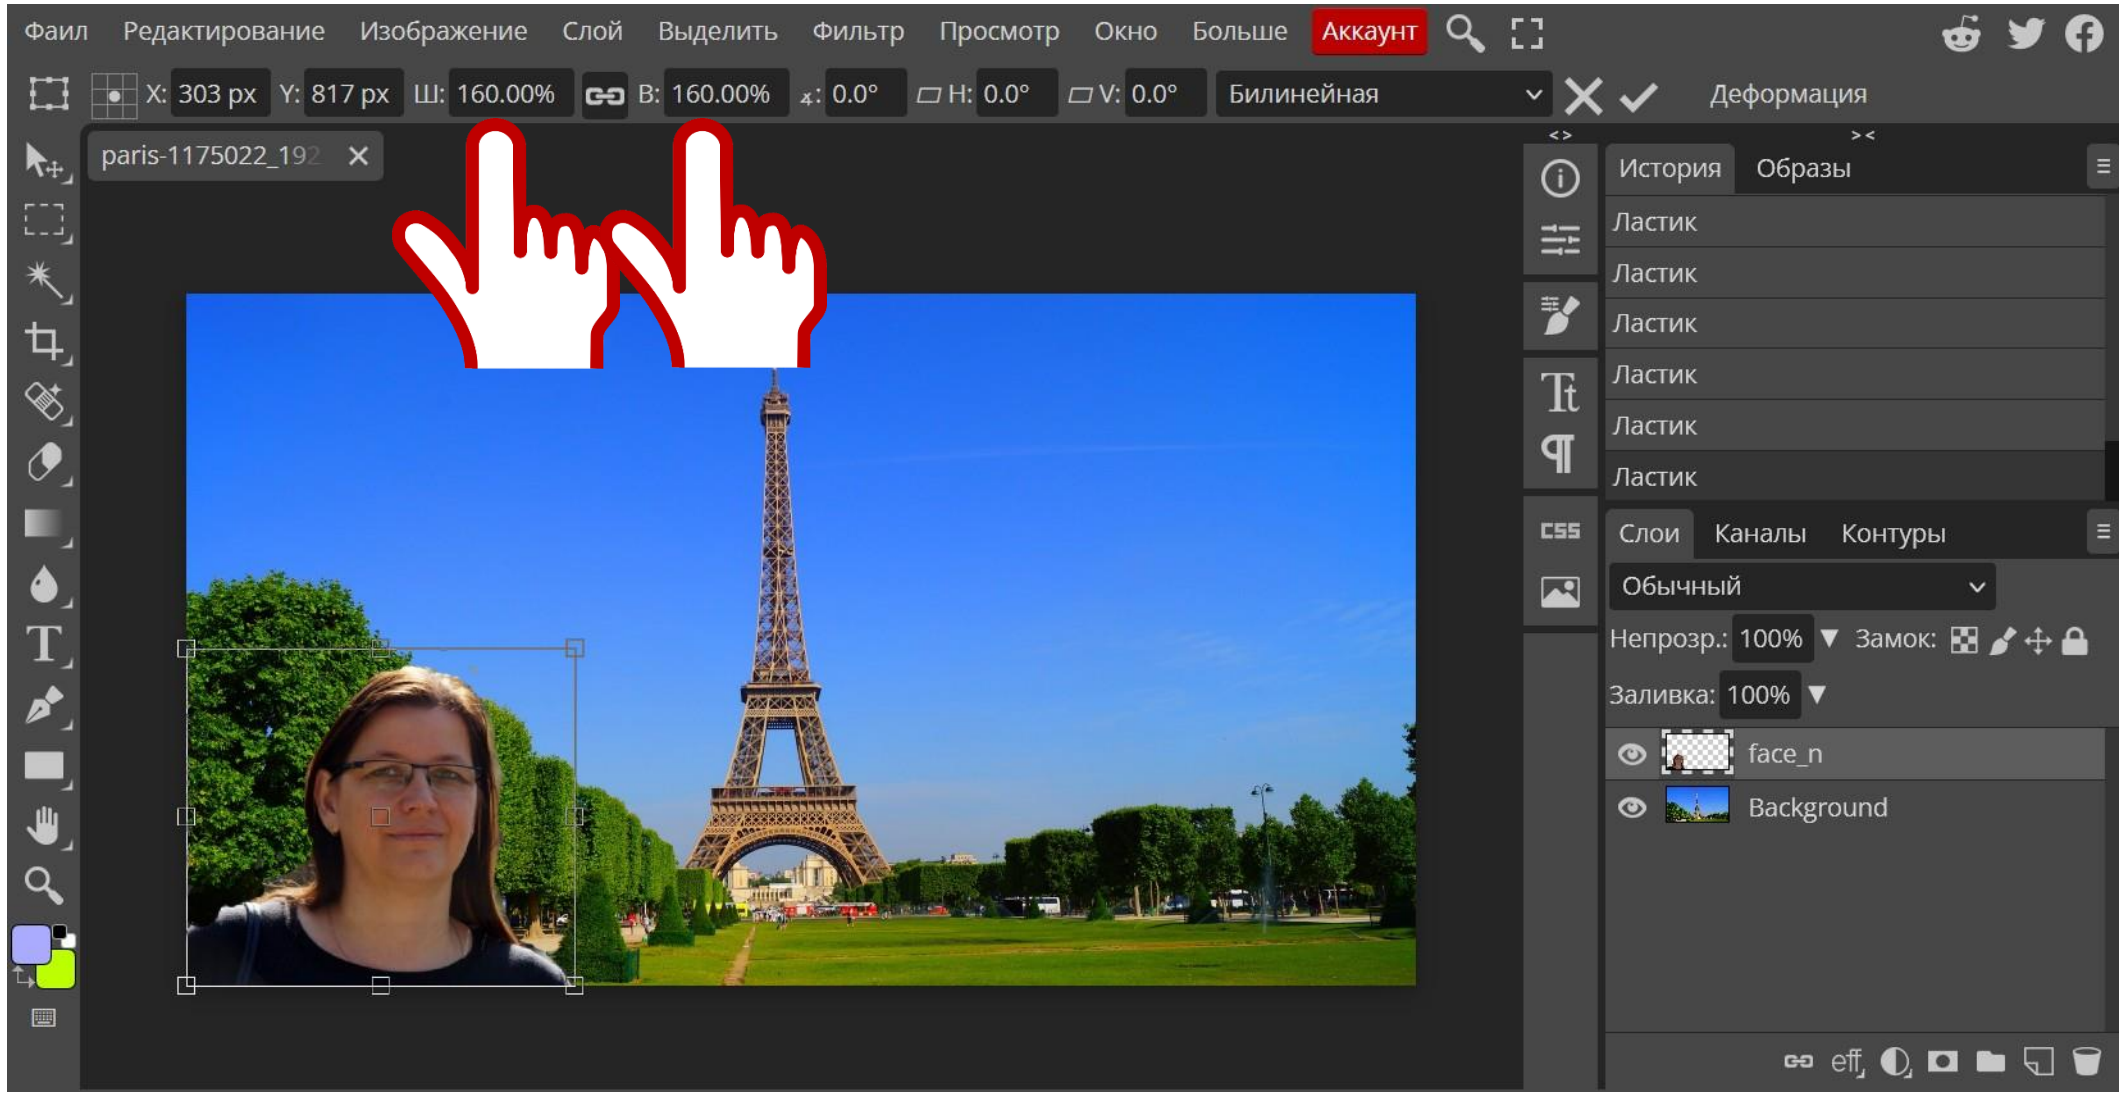 Фаил Редактирование Изображение Слой Выделить Фильтр Просмотр Окно Больше Аккаунт
X: 303 px Y: 817 px Ш: 160.00% В: 160.00% ∡: 0.0° H: 0.0° V: 0.0° Билинейная Деформация
< > > <
paris-1175022_192
История Образы
Ластик
Ластик
Ластик
Ластик
Ластик
Ластик
CSS
Слои Каналы Контуры
Обычный
Непрозр.: 100% Замок:
Заливка: 100%
face_n
Background
eff